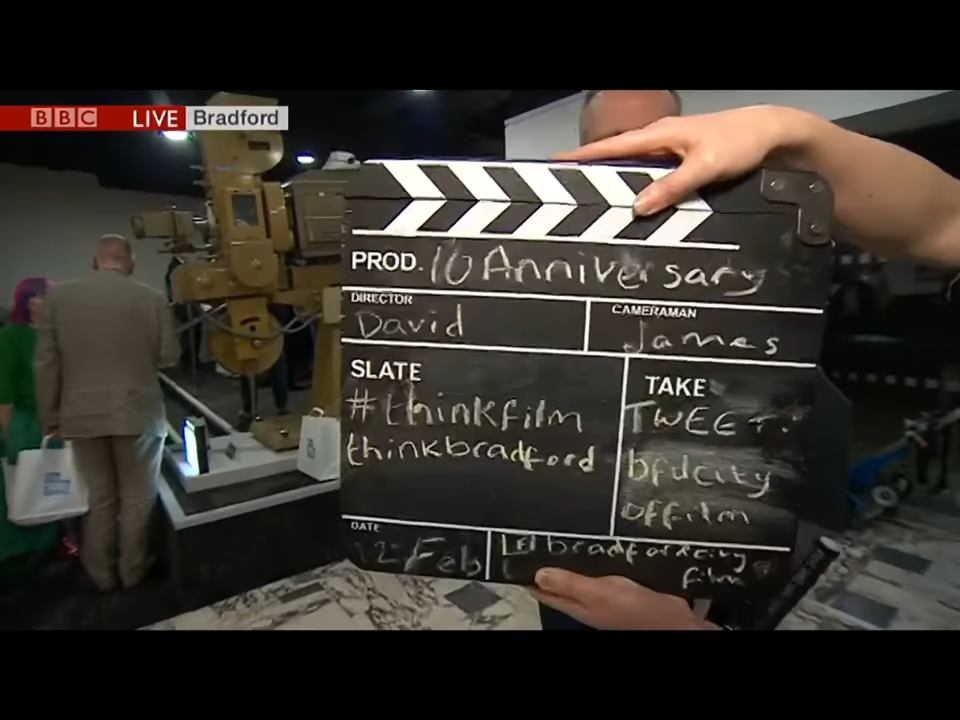 BBC LIVE Bradford
PROD. 10 Anniversary
DIRECTOR
David
CAMERAMAN
James
SLATE
#thinkfilm
thinkbradford
TAKE
TWEET:
bfdcity
offilm
DATE
12 Feb
bradfordcity
film